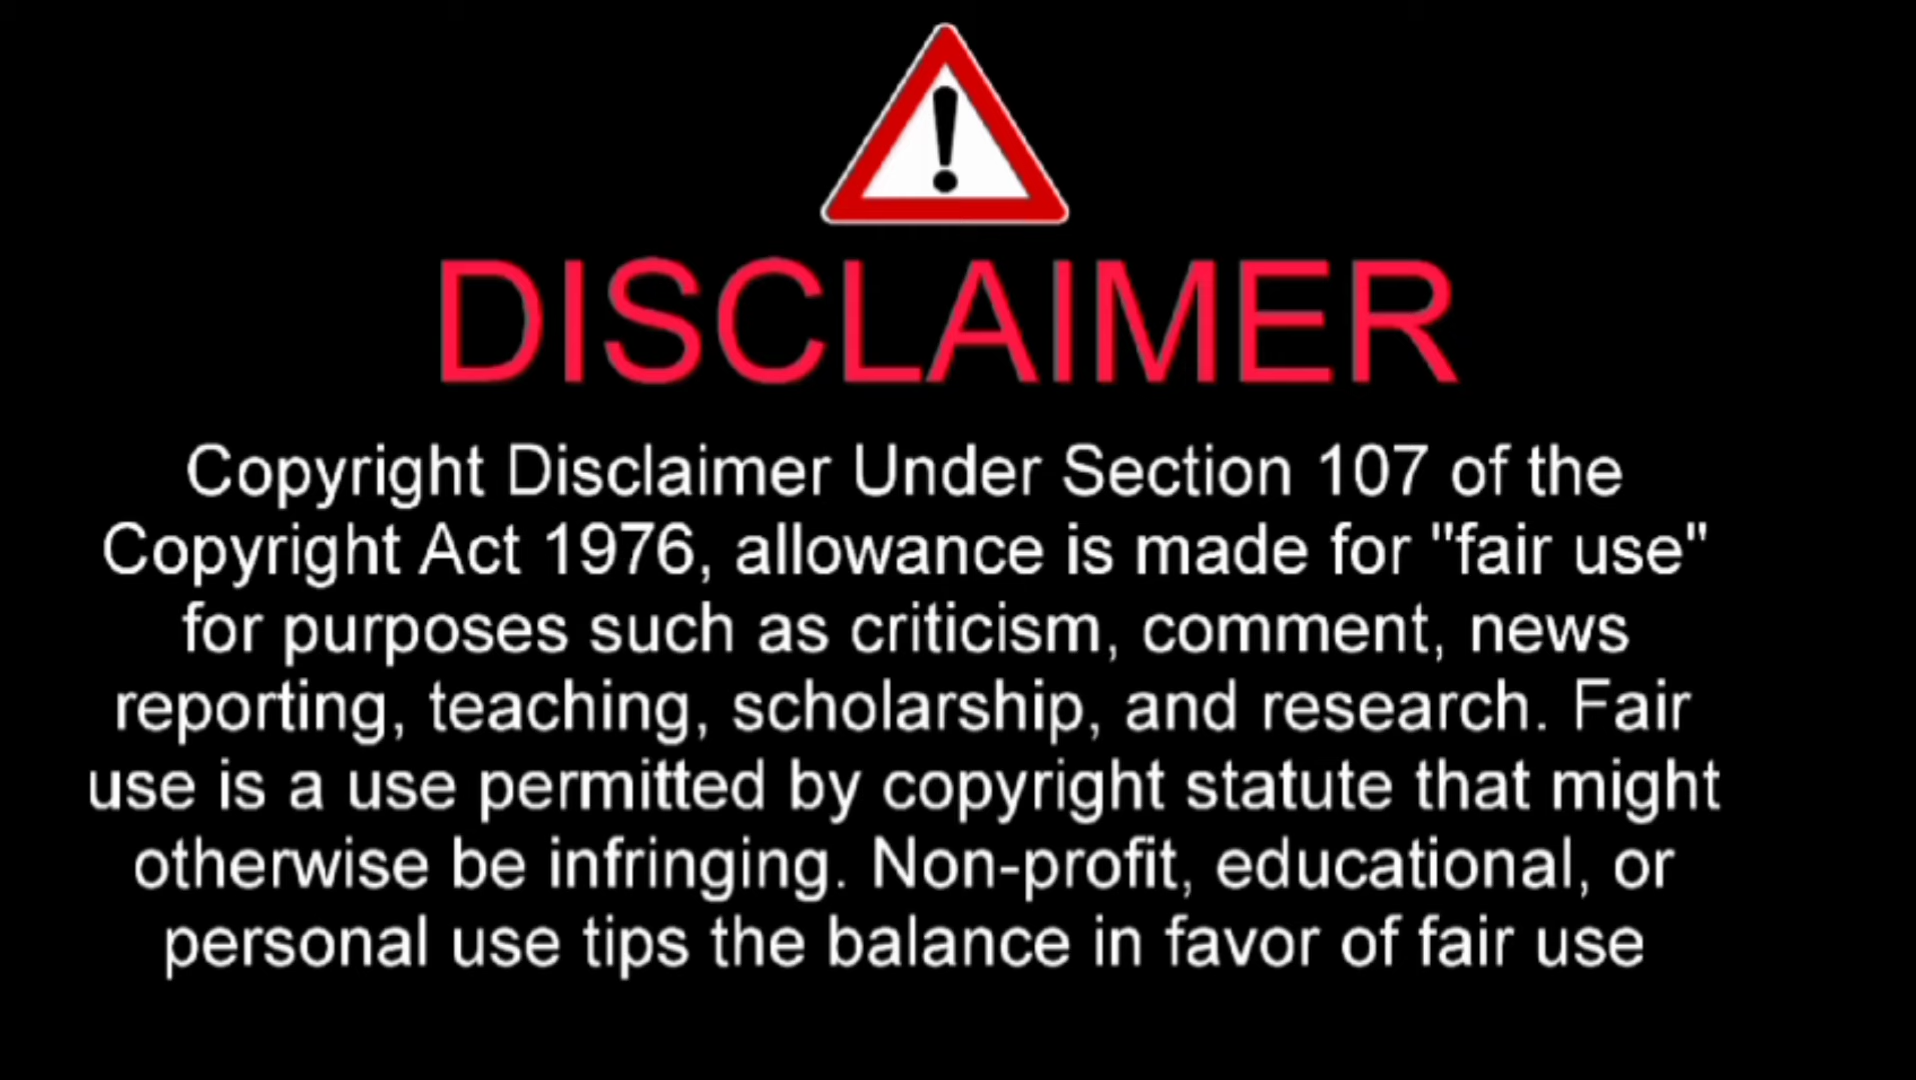 DISCLAIMER
Copyright Disclaimer Under Section 107 of the
Copyright Act 1976, allowance is made for "fair use"
for purposes such as criticism, comment, news
reporting, teaching, scholarship, and research. Fair
use is a use permitted by copyright statute that might
otherwise be infringing. Non-profit, educational, or
personal use tips the balance in favor of fair use